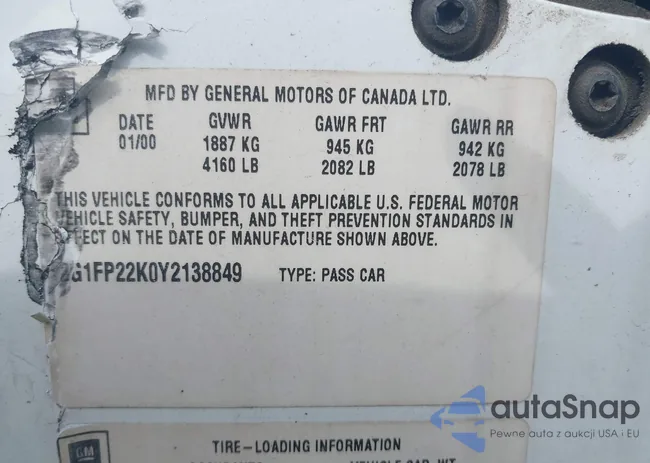 MFD BY GENERAL MOTORS OF CANADA LTD.
DATE GVWR GAWR FRT GAWR RR
01/00 1887 KG 945 KG 942 KG
4160 LB 2082 LB 2078 LB
THIS VEHICLE CONFORMS TO ALL APPLICABLE U.S. FEDERAL MOTOR
VEHICLE SAFETY, BUMPER, AND THEFT PREVENTION STANDARDS IN
EFFECT ON THE DATE OF MANUFACTURE SHOWN ABOVE.
2G1FP22K0Y2138849 TYPE: PASS CAR
autaSnap
Pewne auta z aukcji USA i EU
GM
TIRE-LOADING INFORMATION